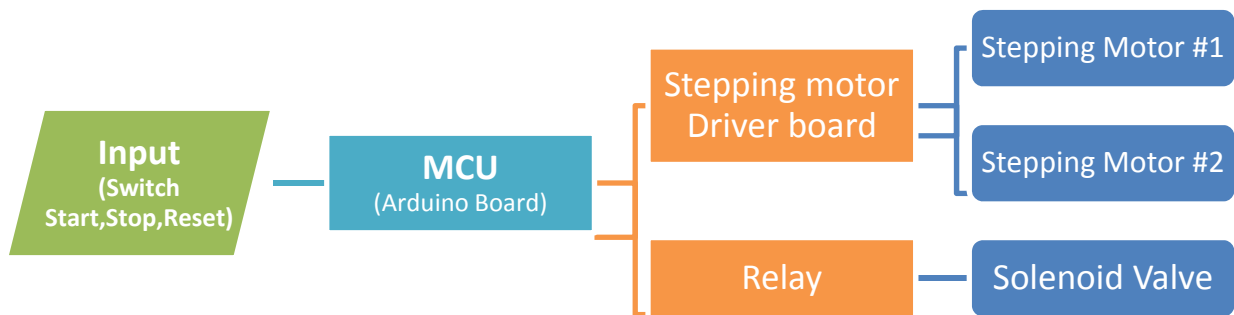 Input
(Switch
Start,Stop,Reset)
MCU
(Arduino Board)
Stepping motor
Driver board
Relay
Stepping Motor #1
Stepping Motor #2
Solenoid Valve